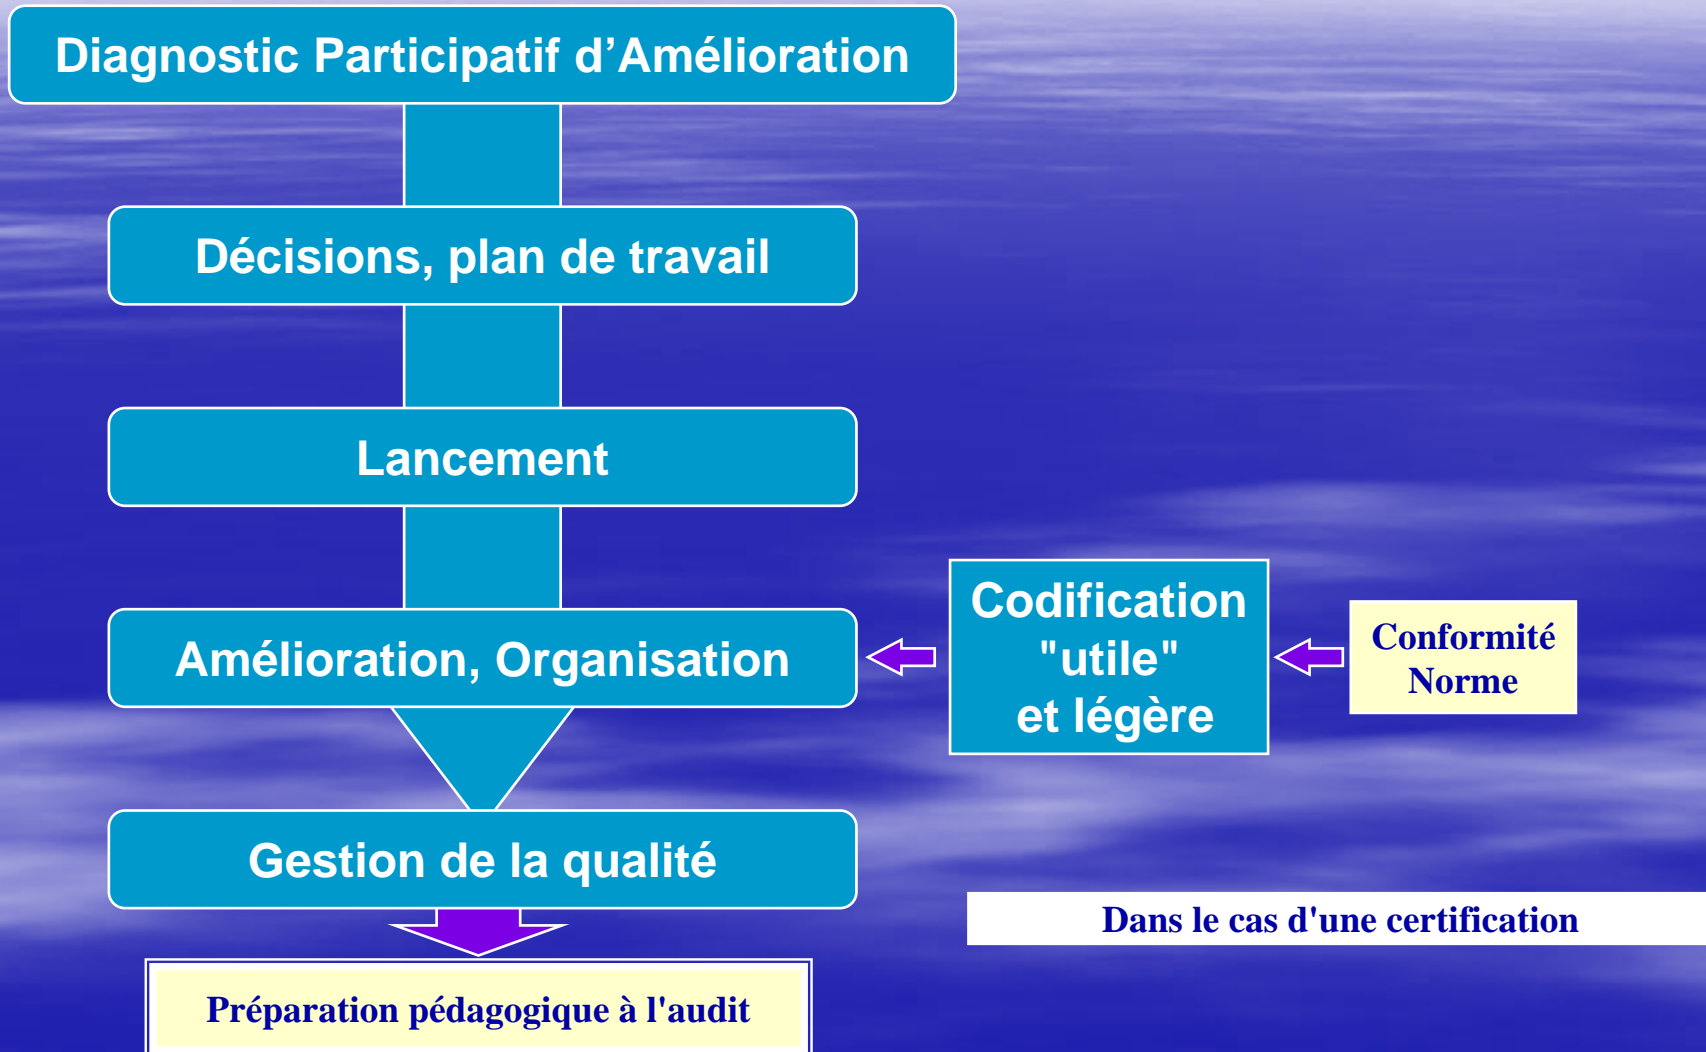 Diagnostic Participatif d’Amélioration
Décisions, plan de travail
Lancement
Amélioration, Organisation
Codification
"utile"
et légère
Conformité
Norme
Gestion de la qualité
Dans le cas d'une certification
Préparation pédagogique à l'audit